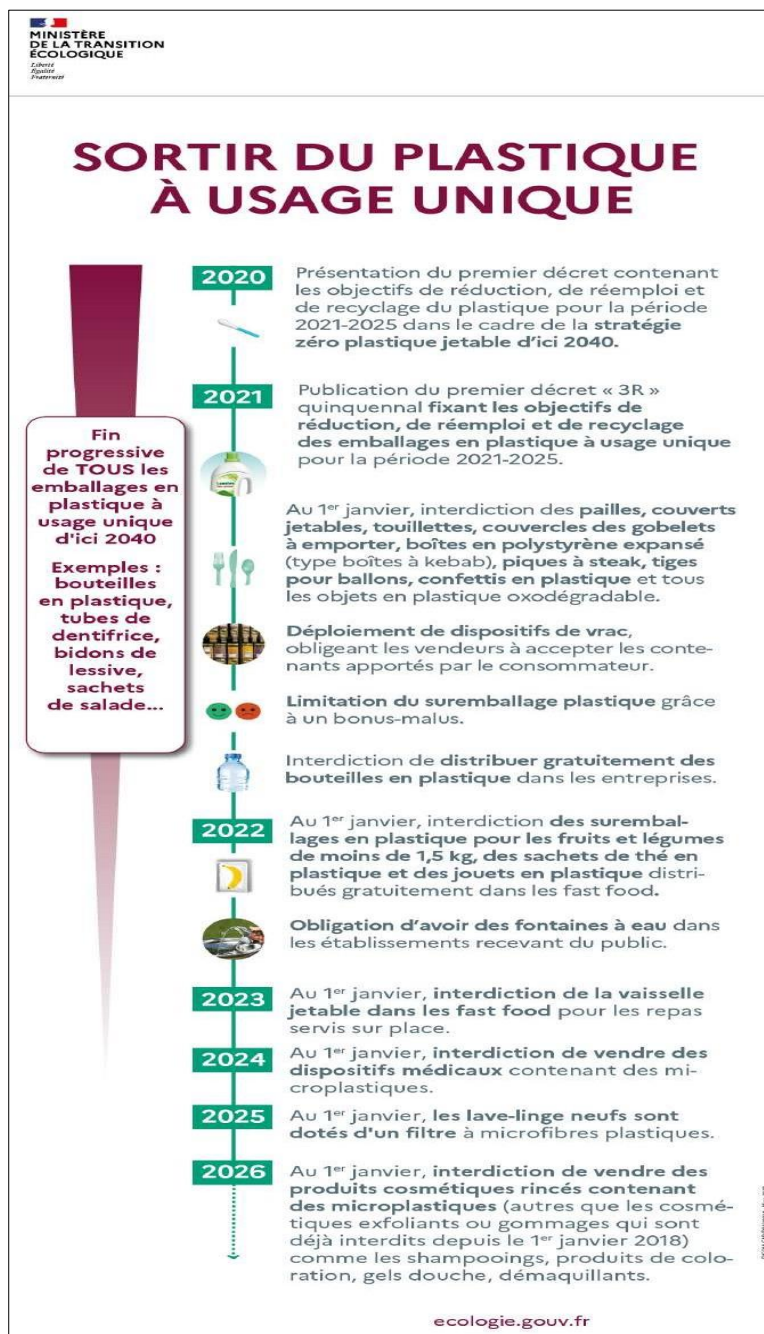 MINISTÈRE
DE LA TRANSITION
ÉCOLOGIQUE
Liberté
Égalité
Fraternité
SORTIR DU PLASTIQUE
À USAGE UNIQUE
Fin
progressive
de TOUS les
emballages en
plastique à
usage unique
d'ici 2040
Exemples :
bouteilles
en plastique,
tubes de
dentifrice,
bidons de
lessive,
sachets
de salade...
2020
Présentation du premier décret contenant
les objectifs de réduction, de réemploi et
de recyclage du plastique pour la période
2021-2025 dans le cadre de la stratégie
zéro plastique jetable d’ici 2040.
2021
Publication du premier décret « 3R »
quinquennal fixant les objectifs de
réduction, de réemploi et de recyclage
des emballages en plastique à usage unique
pour la période 2021-2025.
Au 1er janvier, interdiction des pailles, couverts
jetables, touillettes, couvercles des gobelets
à emporter, boîtes en polystyrène expansé
(type boîtes à kebab), piques à steak, tiges
pour ballons, confettis en plastique et tous
les objets en plastique oxodégradable.
Déploiement de dispositifs de vrac,
obligeant les vendeurs à accepter les conte-
nants apportés par le consommateur.
Limitation du suremballage plastique grâce
à un bonus-malus.
Interdiction de distribuer gratuitement des
bouteilles en plastique dans les entreprises.
2022
Au 1er janvier, interdiction des surembal-
lages en plastique pour les fruits et légumes
de moins de 1,5 kg, des sachets de thé en
plastique et des jouets en plastique distri-
bués gratuitement dans les fast food.
Obligation d’avoir des fontaines à eau dans
les établissements recevant du public.
2023
Au 1er janvier, interdiction de la vaisselle
jetable dans les fast food pour les repas
servis sur place.
2024
Au 1er janvier, interdiction de vendre des
dispositifs médicaux contenant des mi-
croplastiques.
2025
Au 1er janvier, les lave-linge neufs sont
dotés d'un filtre à microfibres plastiques.
2026
Au 1er janvier, interdiction de vendre des
produits cosmétiques rincés contenant
des microplastiques (autres que les cosmé-
tiques exfoliants ou gommages qui sont
déjà interdits depuis le 1er janvier 2018)
comme les shampooings, produits de colo-
ration, gels douche, démaquillants.
ecologie.gouv.fr